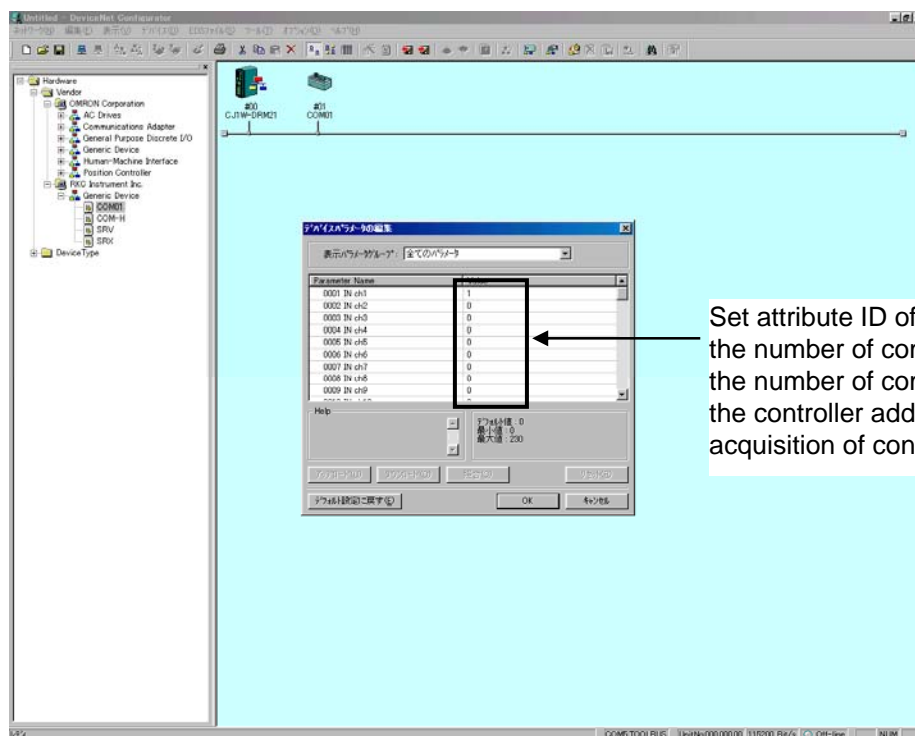 Untitled - DeviceNet Configurator
Hardware
Vendor
OMRON Corporation
AC Drives
Communications Adapter
General Purpose Discrete I/O
Generic Device
Human-Machine Interface
Position Controller
RKC Instrument Inc.
Generic Device
COM01
COM-H
SRV
SRX
DeviceType
#00
CJ1W-DRM21
#01
COM01
デバイスパラメータの編集
表示パラメータグループ: 全てのパラメータ
Parameter Name
0001 IN ch1 1
0002 IN ch2 0
0003 IN ch3 0
0004 IN ch4 0
0005 IN ch5 0
0006 IN ch6 0
0007 IN ch7 0
0008 IN ch8 0
0009 IN ch9 0
Help
デフォルト値 : 0
最小値 : 0
最大値 : 230
デフォルト設定に戻す(E)
OK
キャンセル
Set attribute ID of
the number of cor
the number of cor
the controller add
acquisition of con
COM5:TOOLBUS
115200 Bit/s
Off-line
NUM